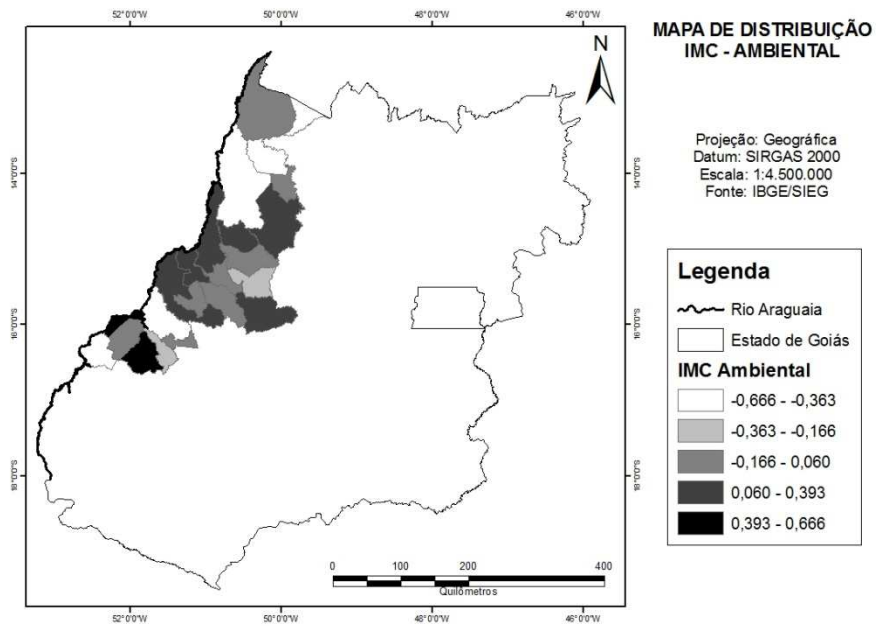 52°0'0"W 50°0'0"W 48°0'0"W 46°0'0"W
MAPA DE DISTRIBUIÇÃO
IMC - AMBIENTAL
N
Projeção: Geográfica
Datum: SIRGAS 2000
Escala: 1:4.500.000
Fonte: IBGE/SIEG
14°0'0"S 14°0'0"S
Legenda
Rio Araguaia
Estado de Goiás
IMC Ambiental
-0,666 - -0,363
-0,363 - -0,166
-0,166 - 0,060
0,060 - 0,393
0,393 - 0,666
16°0'0"S 16°0'0"S
18°0'0"S 18°0'0"S
0 100 200 400
Quilômetros
52°0'0"W 50°0'0"W 48°0'0"W 46°0'0"W